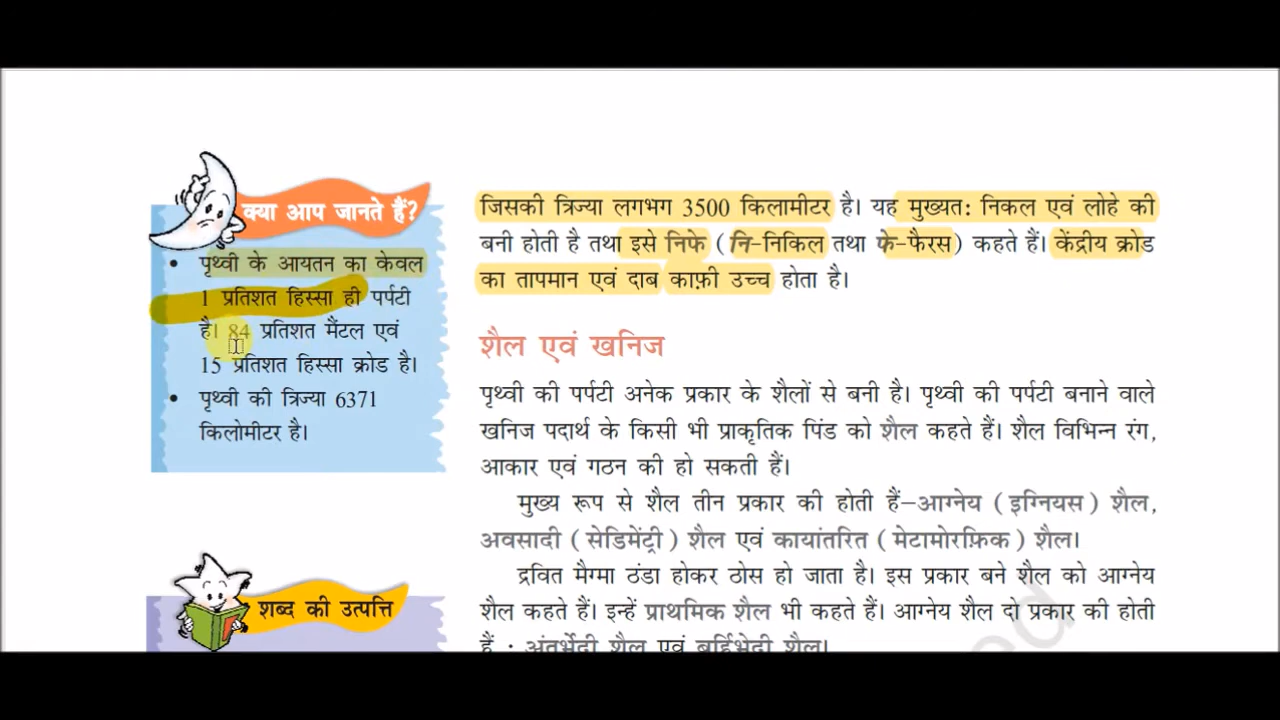 क्या आप जानते हैं?
• पृथ्वी के आयतन का केवल
1 प्रतिशत हिस्सा ही पर्पटी
है। 84 प्रतिशत मैंटल एवं
15 प्रतिशत हिस्सा क्रोड है।
• पृथ्वी की त्रिज्या 6371
किलोमीटर है।
शब्द की उत्पत्ति
जिसकी त्रिज्या लगभग 3500 किलामीटर है। यह मुख्यत: निकल एवं लोहे की
बनी होती है तथा इसे निफे (नि-निकिल तथा फे-फैरस) कहते हैं। केंद्रीय क्रोड
का तापमान एवं दाब काफ़ी उच्च होता है।
शैल एवं खनिज
पृथ्वी की पर्पटी अनेक प्रकार के शैलों से बनी है। पृथ्वी की पर्पटी बनाने वाले
खनिज पदार्थ के किसी भी प्राकृतिक पिंड को शैल कहते हैं। शैल विभिन्न रंग,
आकार एवं गठन की हो सकती हैं।
मुख्य रूप से शैल तीन प्रकार की होती हैं–आग्नेय (इग्नियस) शैल,
अवसादी (सेडिमेंट्री) शैल एवं कायांतरित (मेटामोरफ़िक) शैल।
द्रवित मैग्मा ठंडा होकर ठोस हो जाता है। इस प्रकार बने शैल को आग्नेय
शैल कहते हैं। इन्हें प्राथमिक शैल भी कहते हैं। आग्नेय शैल दो प्रकार की होती
हैं : अंतर्भेदी शैल एवं बर्हिभेदी शैल।